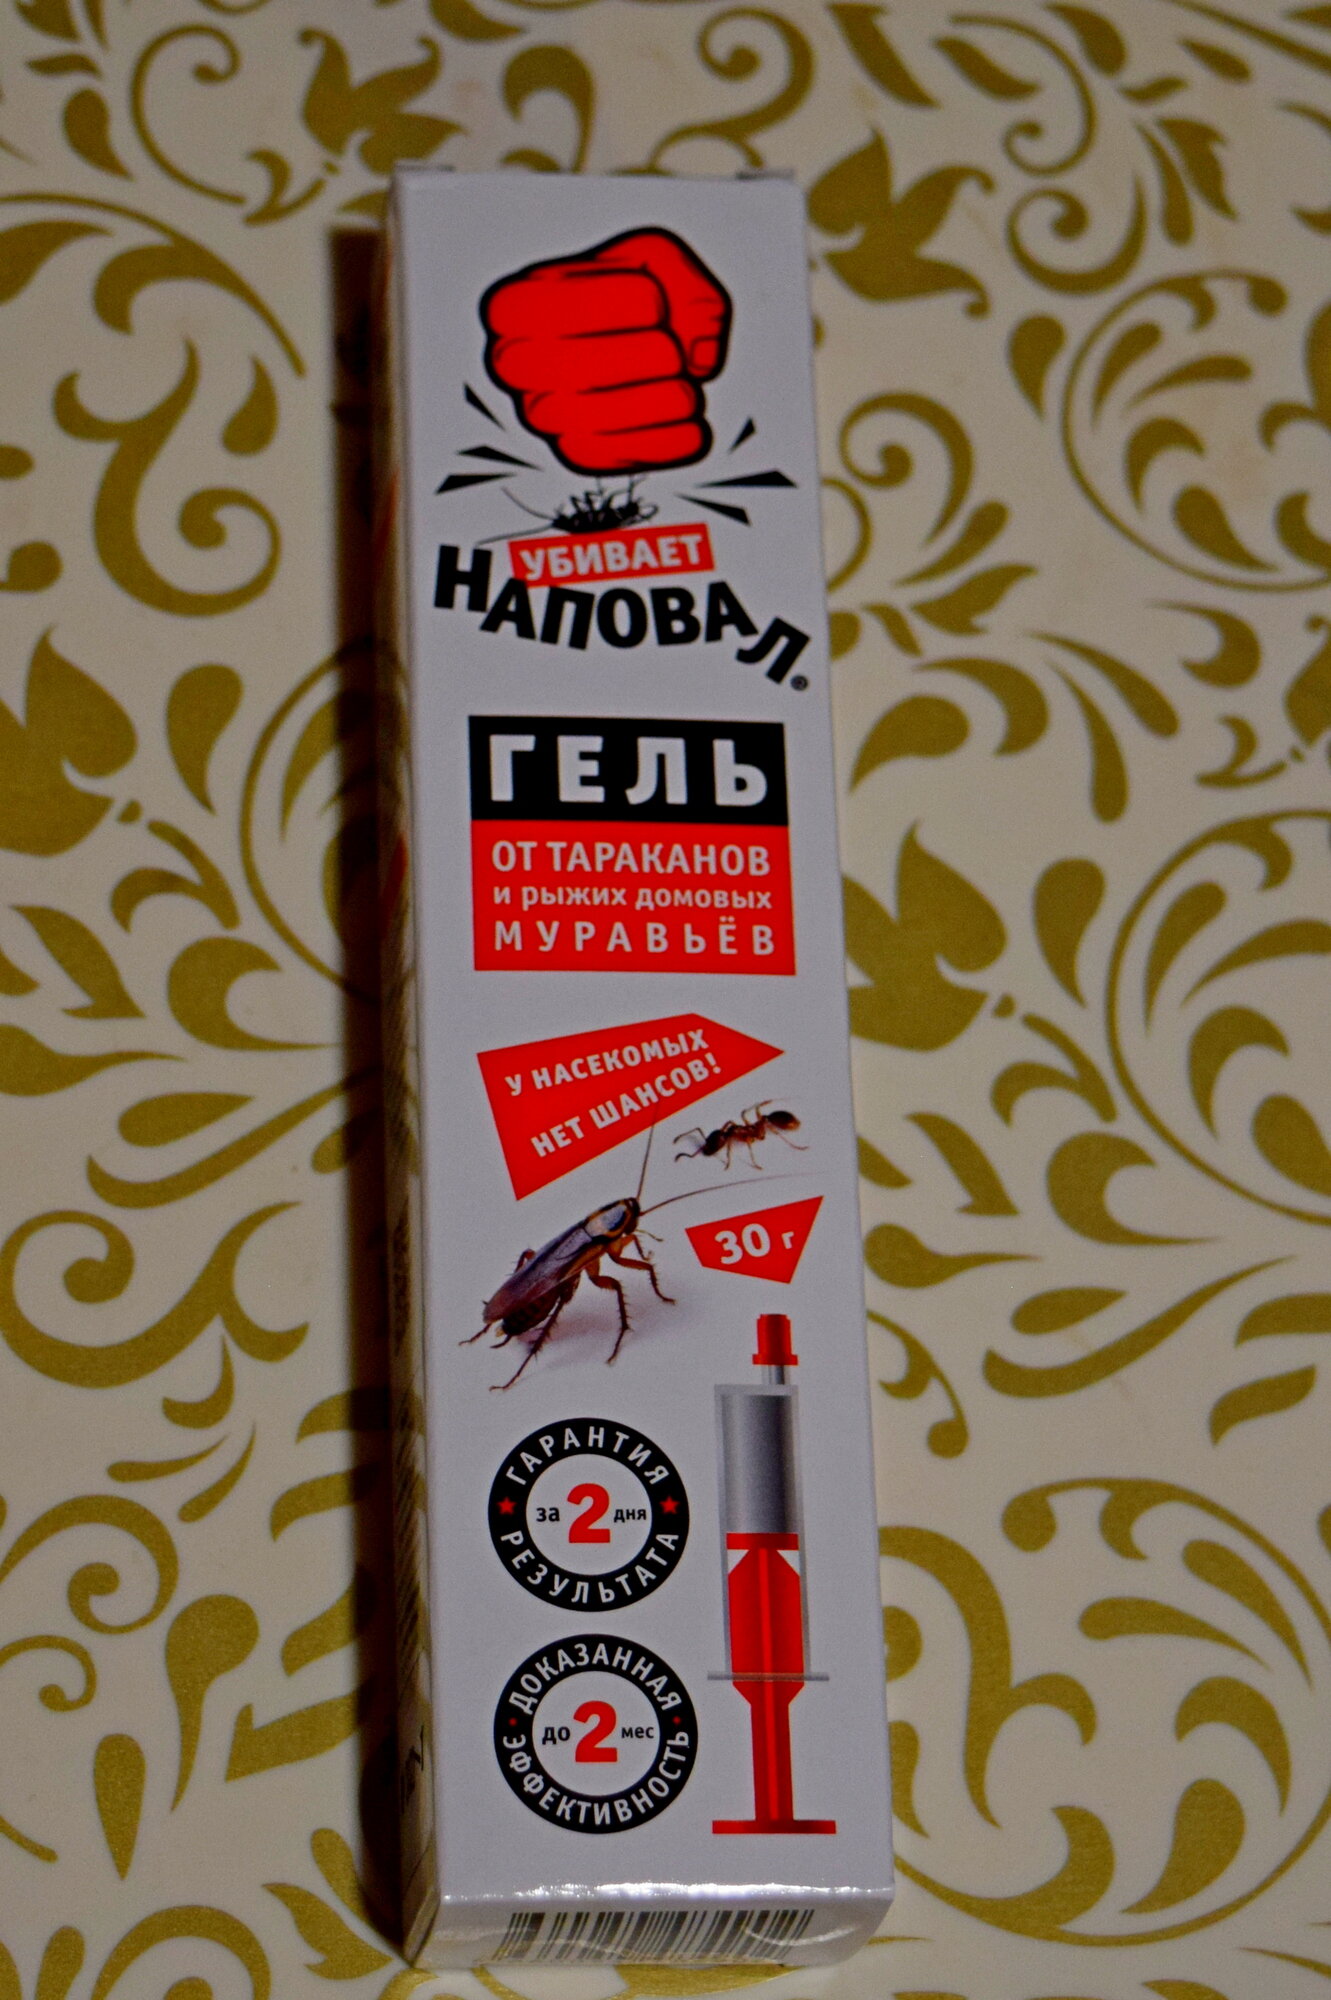 УБИВАЕТ
НАПОВАЛ®
ГЕЛЬ
ОТ ТАРАКАНОВ
и рыжих домовых
МУРАВЬЁВ
У НАСЕКОМЫХ
НЕТ ШАНСОВ!
30 г
ГАРАНТИЯ
за 2 дня
РЕЗУЛЬТАТА
ДОКАЗАННАЯ
до 2 мес
ЭФФЕКТИВНОСТЬ